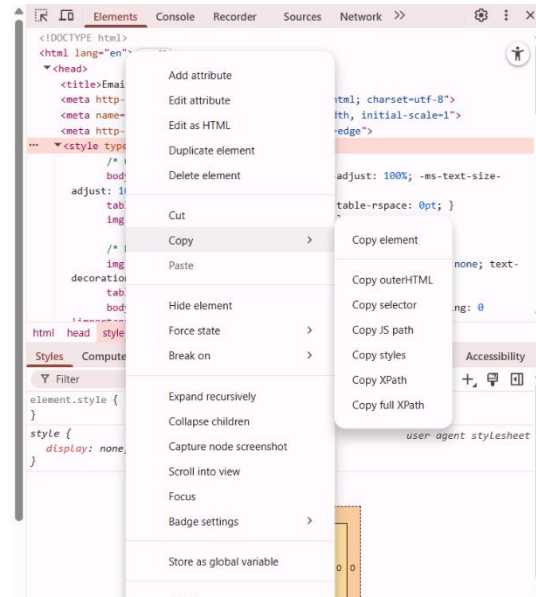 Elements Console Recorder Sources Network
<!DOCTYPE html>
<html lang="en">
<head>
<title>Emai
<meta http- tml; charset=utf-8">
<meta name= dth, initial-scale=1">
<meta http- =edge">
<style type
/*
body adjust: 100%; -ms-text-size-
adjust: 10
tab table-rspace: 0pt; }
img
/*
img none; text-
decoratio
tab
body ng: 0
html head style
Styles Compute Accessibility
Filter
element.style {
}
style { user agent stylesheet
display: none
}
0 0
Add attribute
Edit attribute
Edit as HTML
Duplicate element
Delete element
Cut
Copy
Paste
Hide element
Force state
Break on
Expand recursively
Collapse children
Capture node screenshot
Scroll into view
Focus
Badge settings
Store as global variable
Copy element
Copy outerHTML
Copy selector
Copy JS path
Copy styles
Copy XPath
Copy full XPath